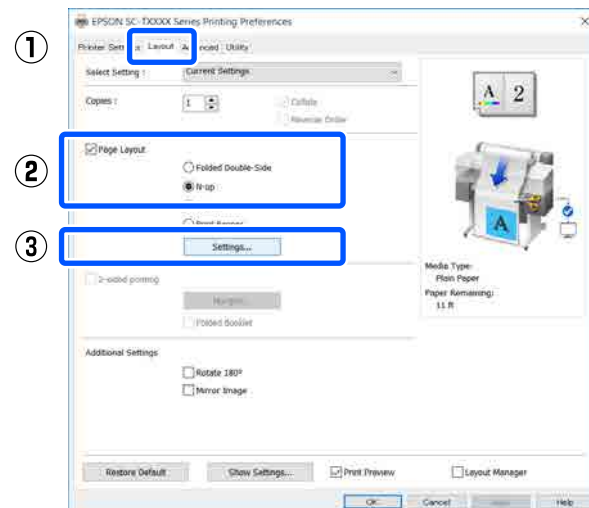 EPSON SC-TXXXX Series Printing Preferences
①
Layout
Utility
Select Setting :
Current Settings
Copies :
1
Collate
Reverse Order
A 2
②
Page Layout
Folded Double-Side
N-up
A
③
Settings...
Media Type:
Plain Paper
Paper Remaining:
11 ft
2-sided printing
Folded Booklet
Additional Settings
Rotate 180°
Mirror Image
Restore Default
Show Settings...
Print Preview
Layout Manager
OK
Cancel
Help